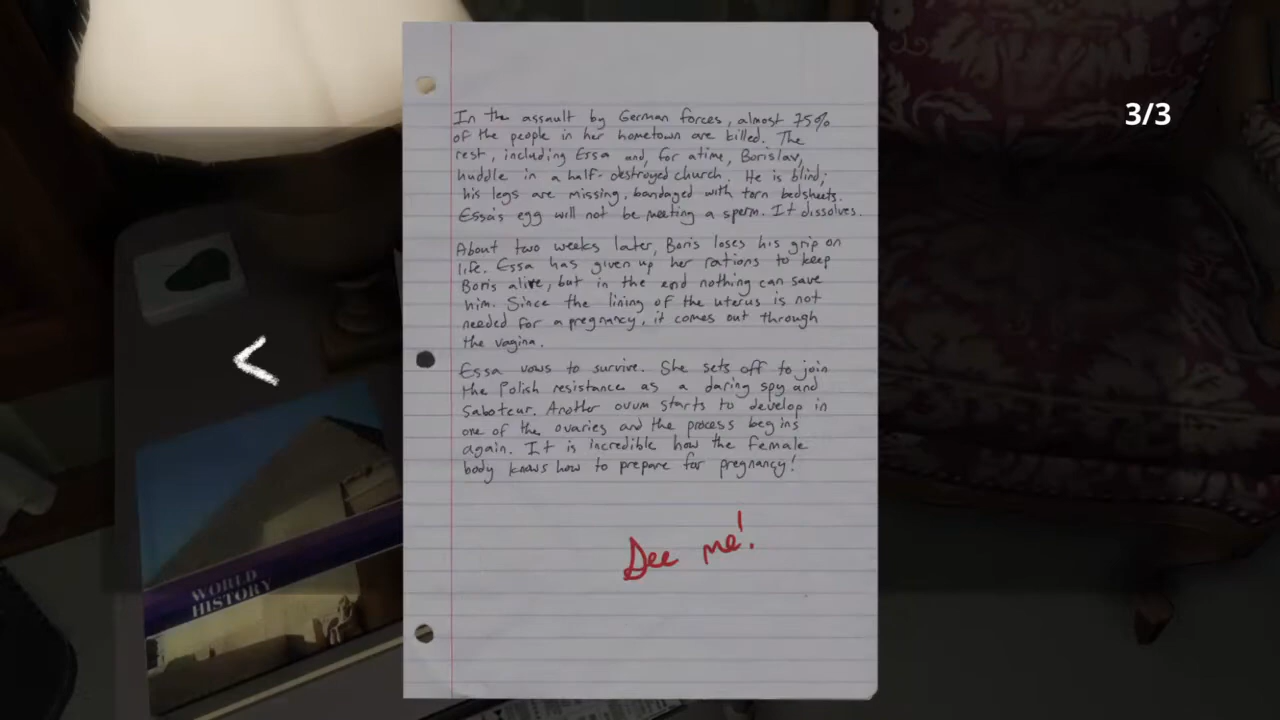 3/3
In the assault by German forces, almost 75%
of the people in her hometown are killed. The
rest, including Essa and, for atime, Borislav,
huddle in a half-destroyed church. He is blind;
his legs are missing, bandaged with torn bedsheets.
Essa's egg will not be meeting a sperm. It dissolves.
About two weeks later, Boris loses his grip on
life. Essa has given up her rations to keep
Boris alive, but in the end nothing can save
him. Since the lining of the uterus is not
needed for a pregnancy, it comes out through
the vagina.
Essa vows to survive. She sets off to join
the Polish resistance as a daring spy and
saboteur. Another ovum starts to develop in
one of the ovaries and the process begins
again. It is incredible how the female
body knows how to prepare for pregnancy!
See me!
WORLD
HISTORY